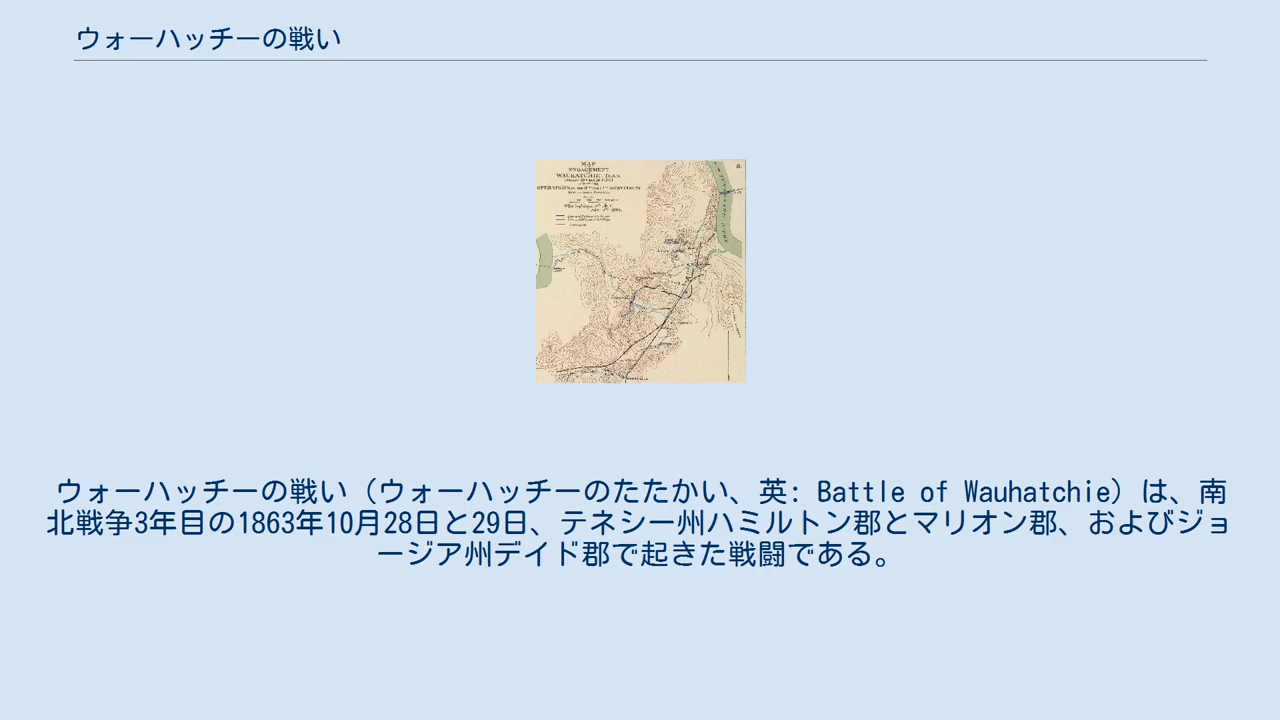 ウォーハッチーの戦い
MAP
ENGAGEMENT
WAUHATCHIE, TENN.
ウォーハッチーの戦い（ウォーハッチーのたたかい、英: Battle of Wauhatchie）は、南
北戦争3年目の1863年10月28日と29日、テネシー州ハミルトン郡とマリオン郡、およびジョ
ージア州デイド郡で起きた戦闘である。